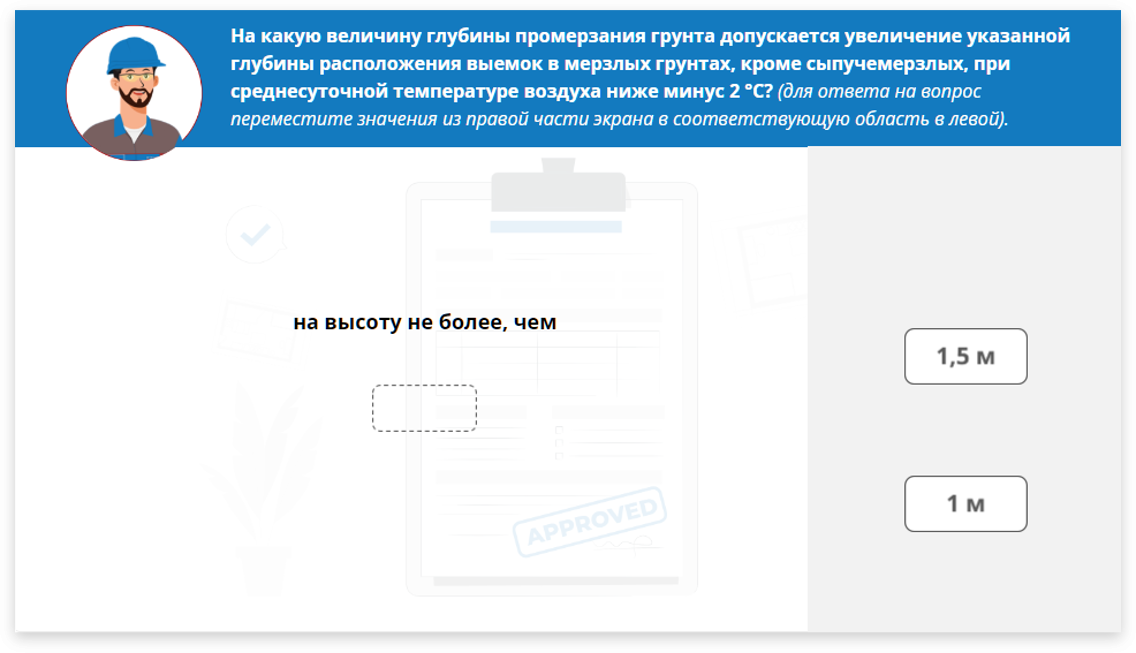 На какую величину глубины промерзания грунта допускается увеличение указанной
глубины расположения выемок в мерзлых грунтах, кроме сыпучемерзлых, при
среднесуточной температуре воздуха ниже минус 2 °С? (для ответа на вопрос
переместите значения из правой части экрана в соответствующую область в левой).
на высоту не более, чем
1,5 м
1 м
APPROVED